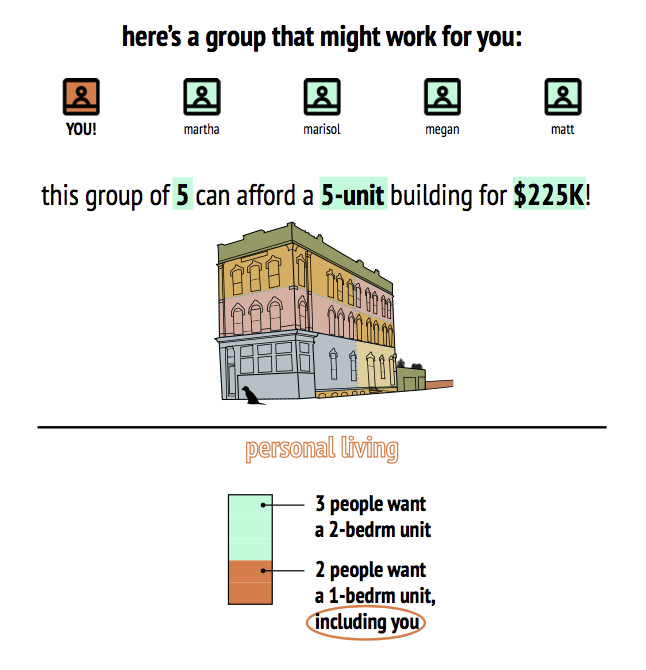 here's a group that might work for you:
YOU!
martha
marisol
megan
matt
this group of 5 can afford a 5-unit building for $225K!
personal living
3 people want
a 2-bedrm unit
2 people want
a 1-bedrm unit,
including you